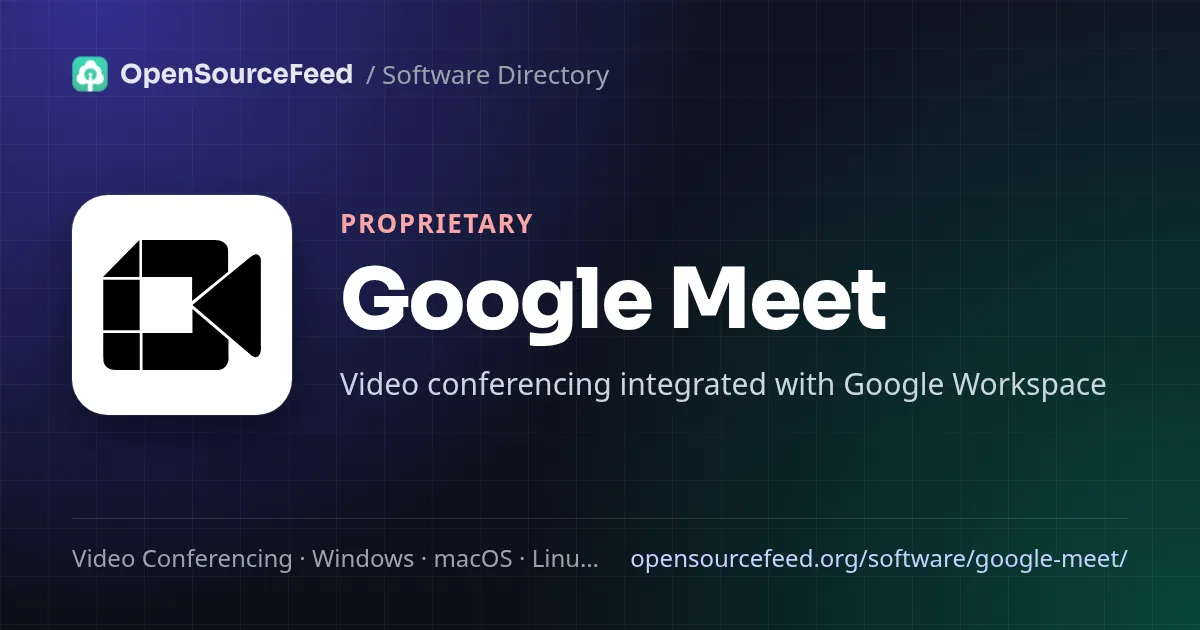 OpenSourceFeed / Software Directory
PROPRIETARY
Google Meet
Video conferencing integrated with Google Workspace
Video Conferencing · Windows · macOS · Linu... opensourcefeed.org/software/google-meet/